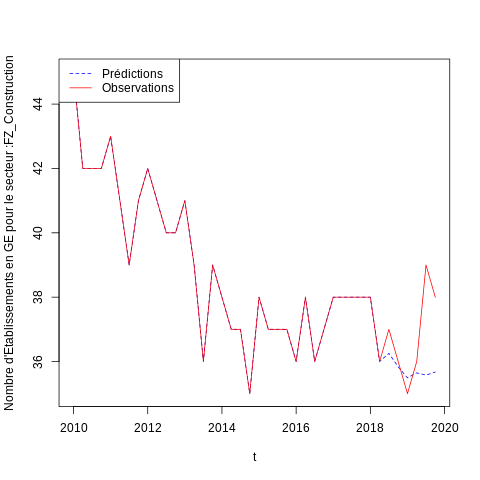 Prédictions
Observations
Nombre d'Etablissements en GE pour le secteur :FZ_Construction
44
42
40
38
36
2010 2012 2014 2016 2018 2020
t